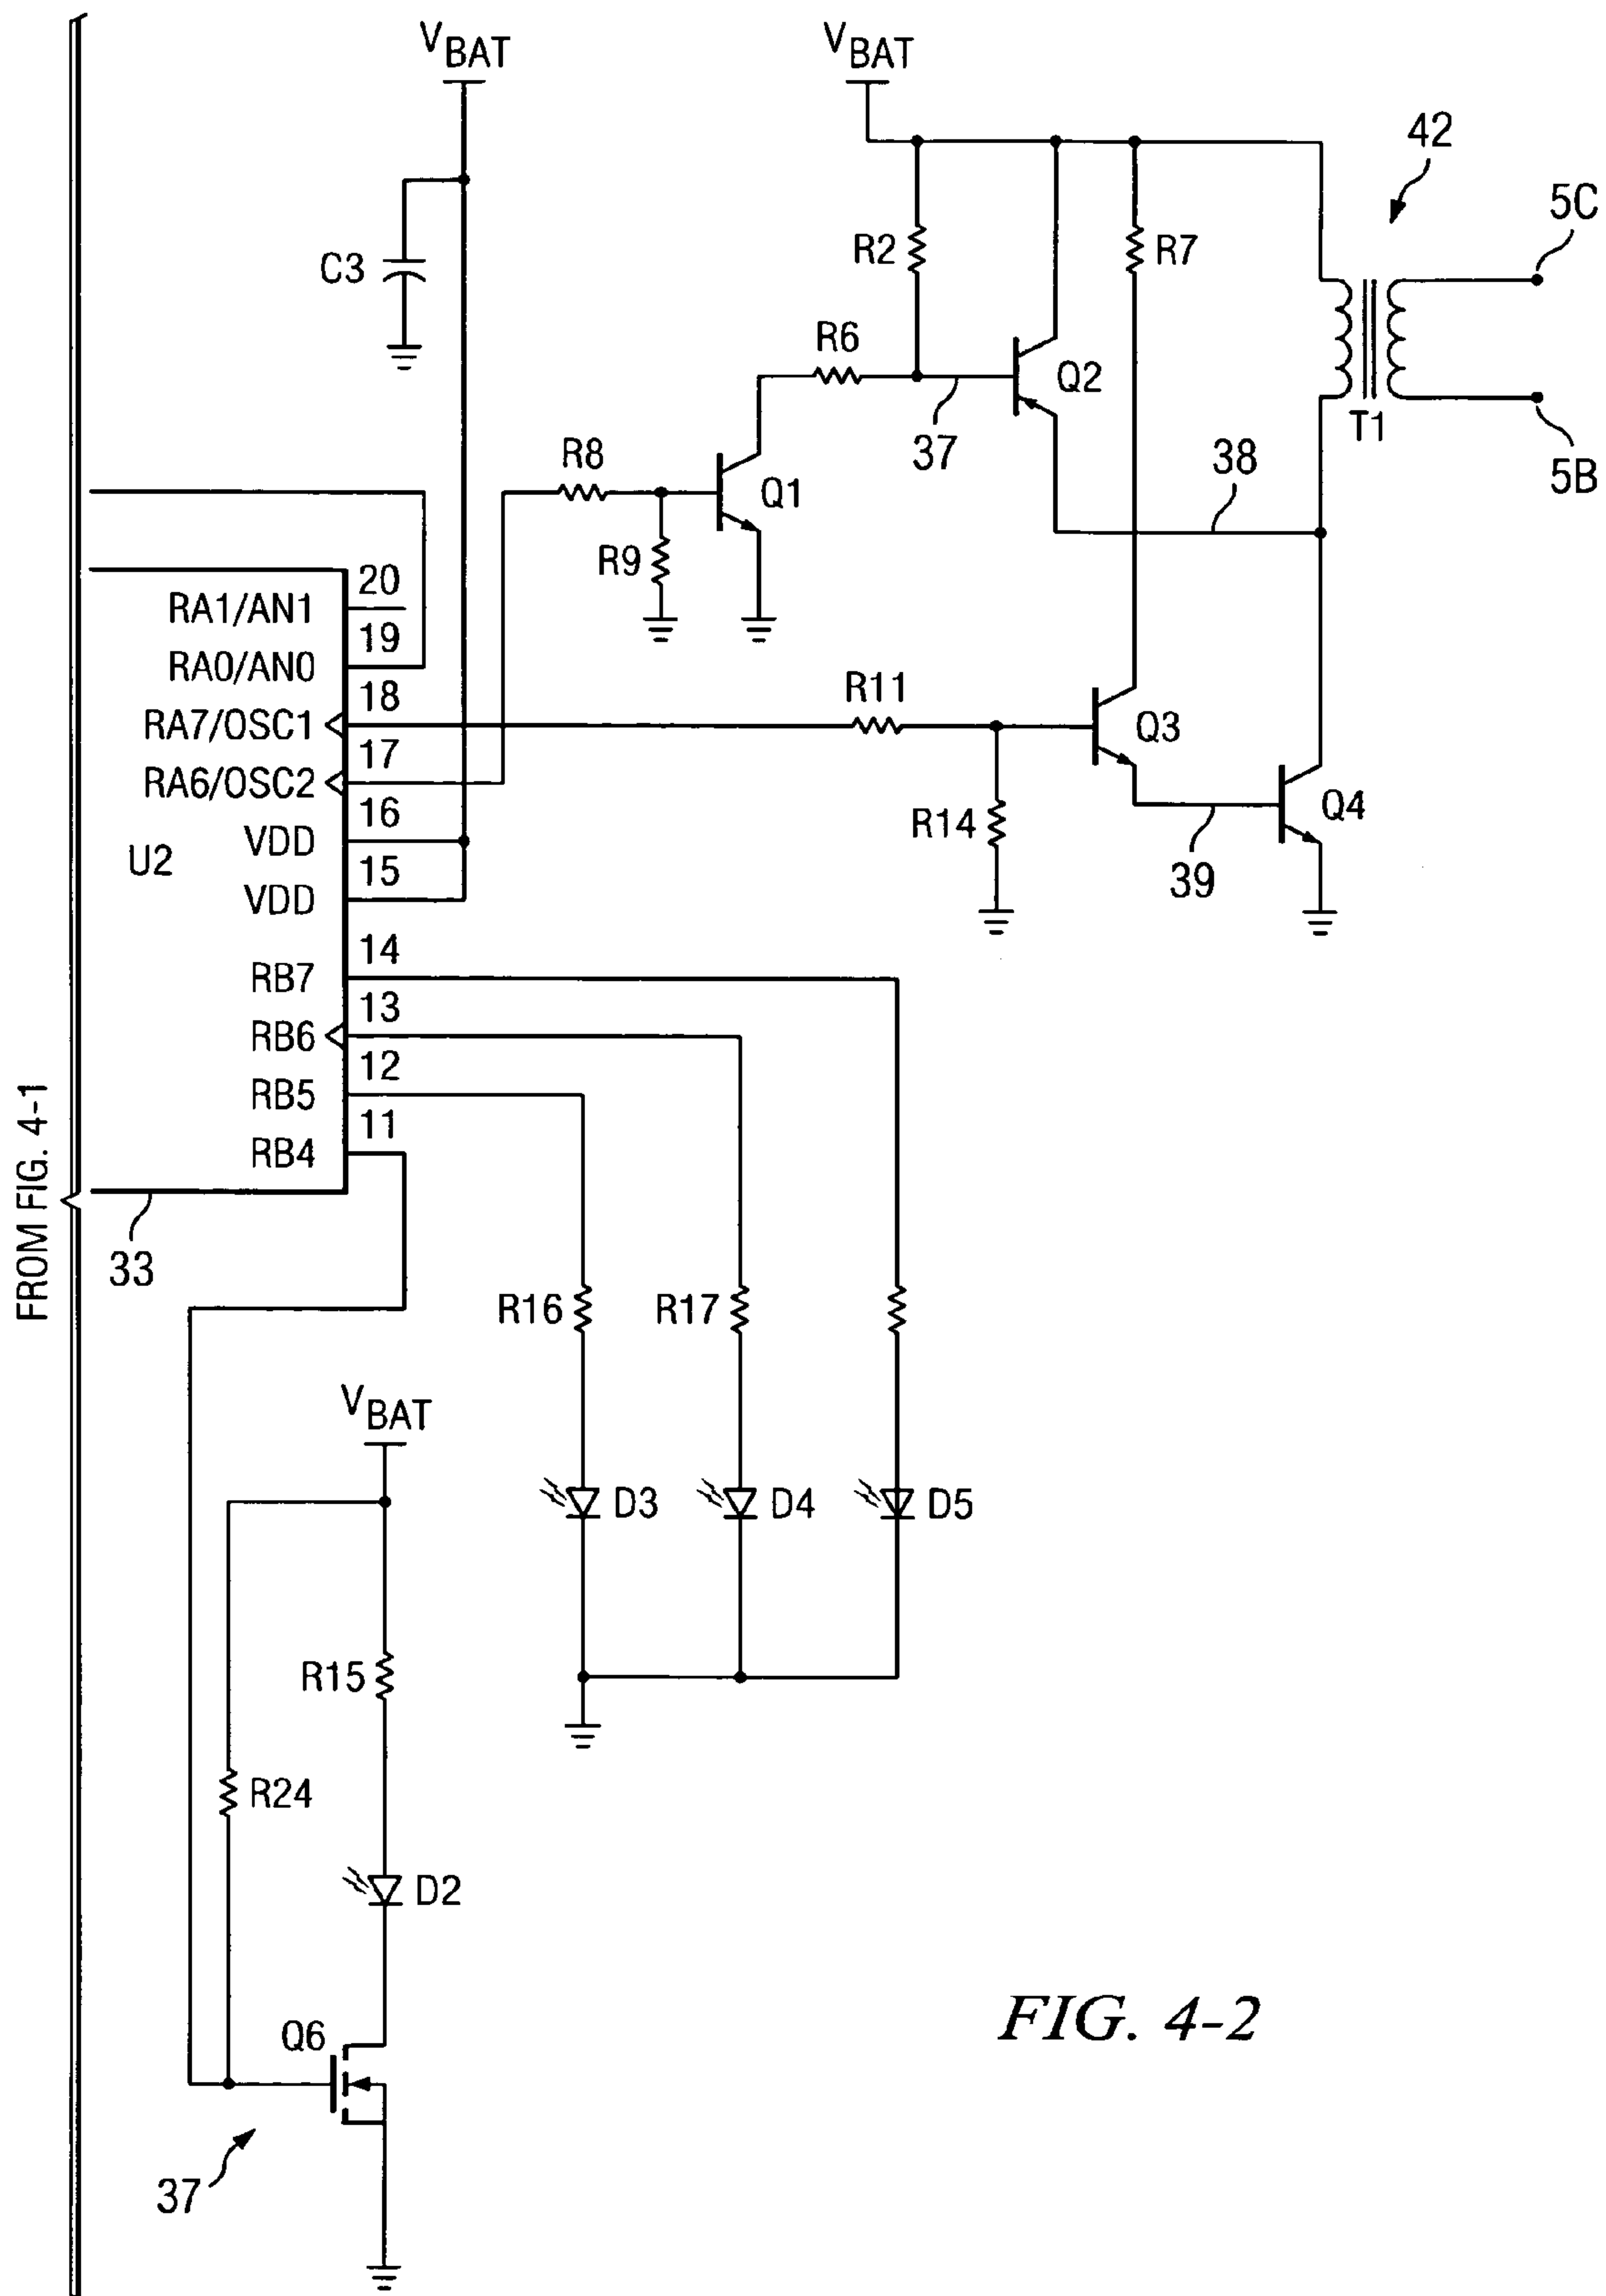 VBAT
VBAT
42
5C
R2
R7
C3
R6
Q2
T1
37
38
5B
R8
Q1
R9
20
RA1/AN1
19
RA0/AN0
18
R11
RA7/OSC1
Q3
17
RA6/OSC2
16
R14
Q4
VDD
U2
15
39
VDD
14
RB7
13
RB6
12
RB5
11
RB4
FROM FIG. 4-1
33
R16
R17
VBAT
D3
D4
D5
R15
R24
D2
FIG. 4-2
Q6
37